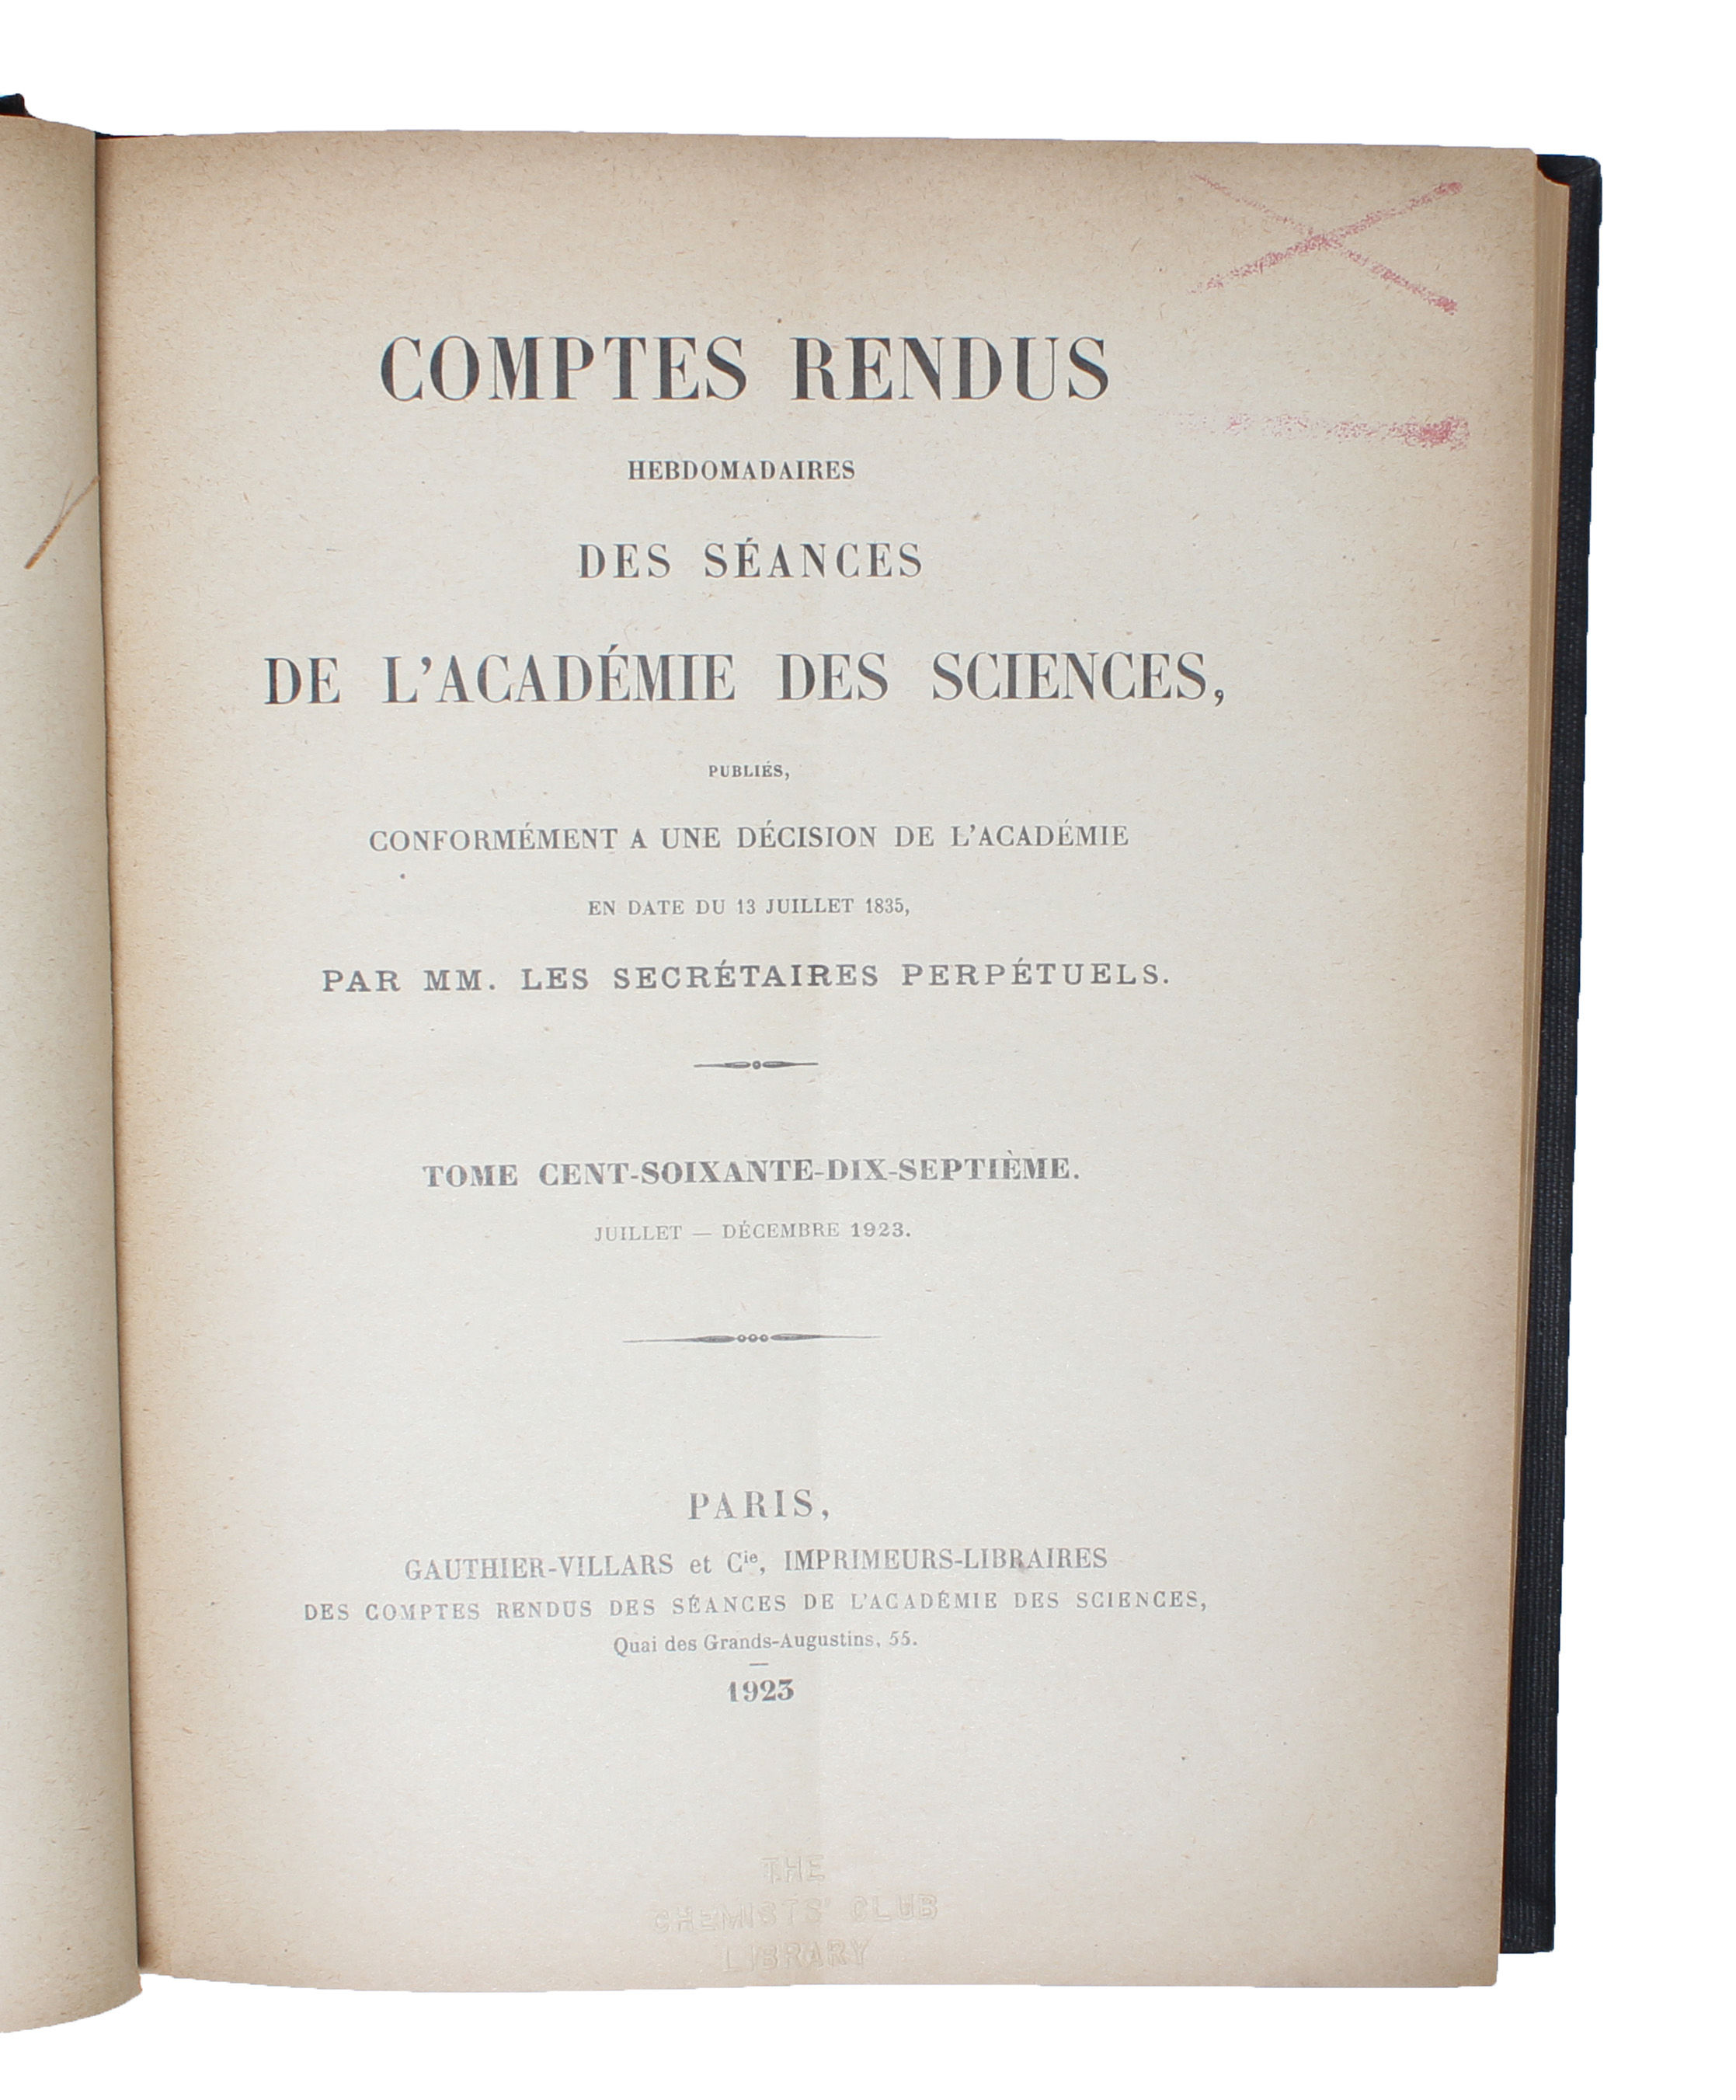 COMPTES RENDUS
HEBDOMADAIRES
DES SÉANCES
DE L'ACADÉMIE DES SCIENCES,
PUBLIÉS,
CONFORMÉMENT A UNE DÉCISION DE L'ACADÉMIE
EN DATE DU 13 JUILLET 1835,
PAR MM. LES SECRÉTAIRES PERPÉTUELS.
TOME CENT-SOIXANTE-DIX-SEPTIÈME.
JUILLET — DÉCEMBRE 1923.
PARIS,
GAUTHIER-VILLARS et Cie, IMPRIMEURS-LIBRAIRES
DES COMPTES RENDUS DES SÉANCES DE L'ACADÉMIE DES SCIENCES,
Quai des Grands-Augustins, 55.
1923
THE
CHEMISTS' CLUB
LIBRARY